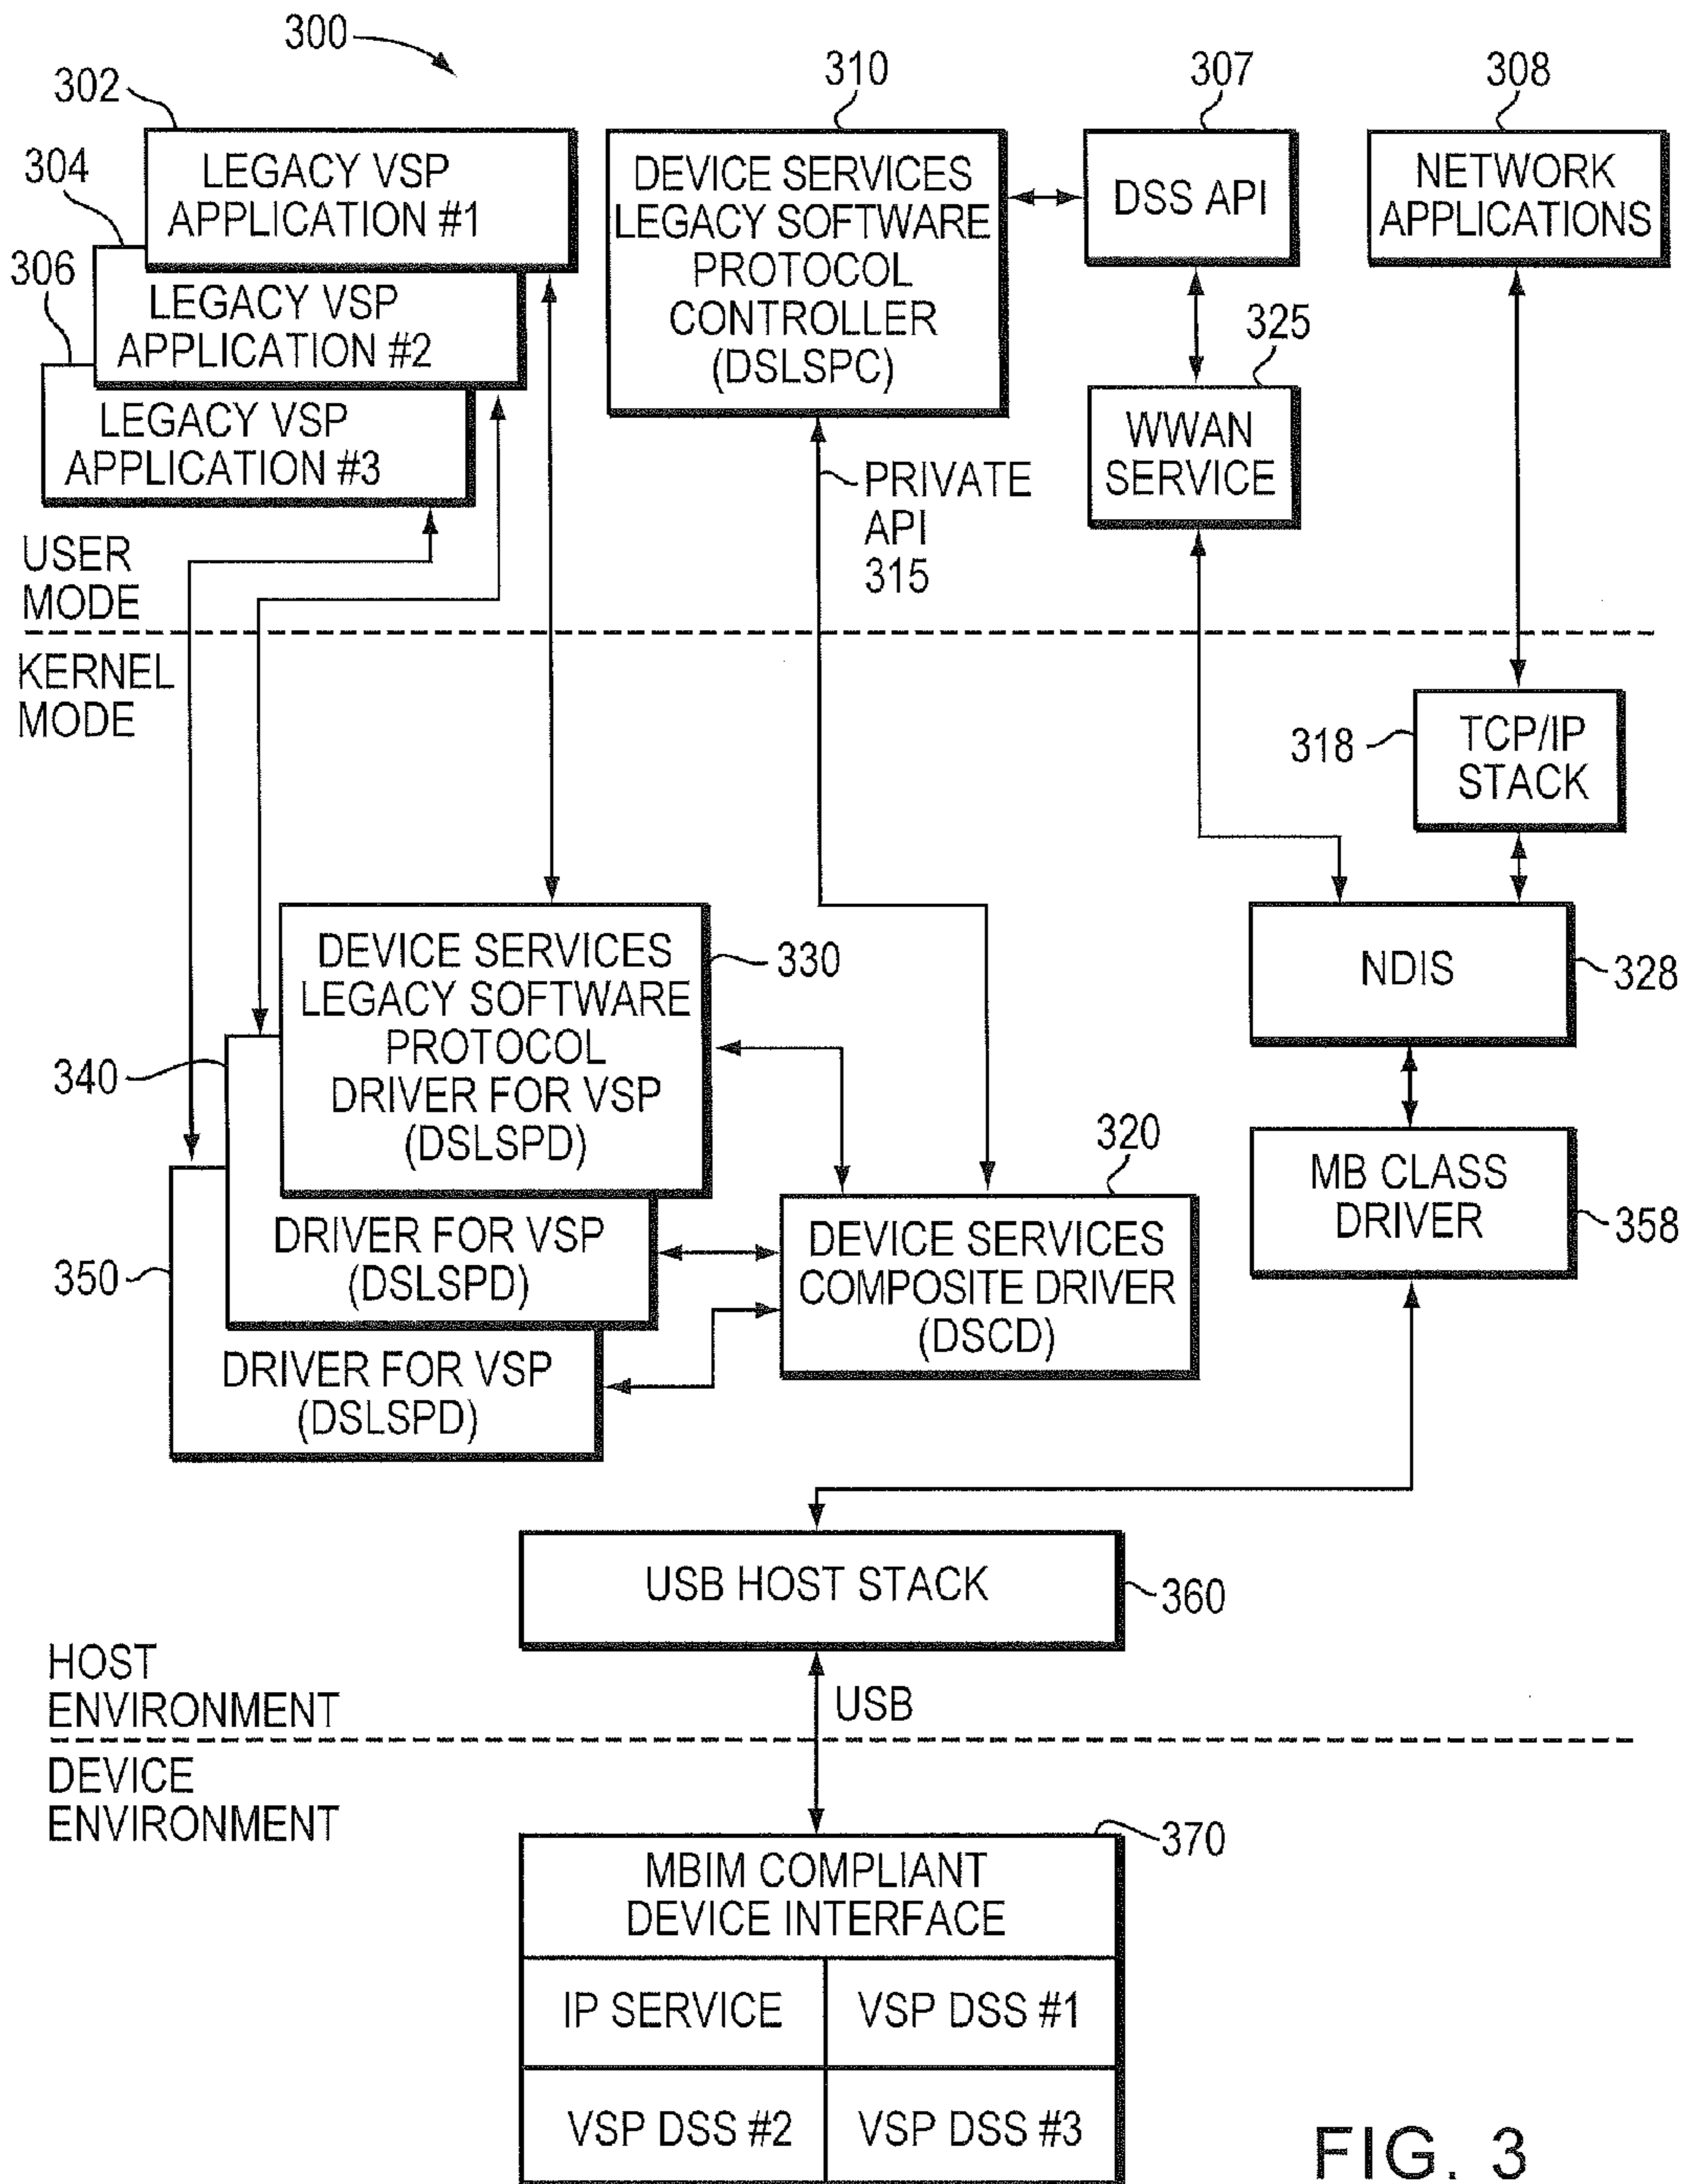 300
302
310
307
308
LEGACY VSP
APPLICATION #1
304
LEGACY VSP
APPLICATION #2
306
LEGACY VSP
APPLICATION #3
DEVICE SERVICES
LEGACY SOFTWARE
PROTOCOL
CONTROLLER
(DSLSPC)
DSS API
NETWORK
APPLICATIONS
325
WWAN
SERVICE
PRIVATE
API
315
USER
MODE
KERNEL
MODE
318
TCP/IP
STACK
DEVICE SERVICES
LEGACY SOFTWARE
PROTOCOL
DRIVER FOR VSP
(DSLSPD)
330
NDIS
328
340
DRIVER FOR VSP
(DSLSPD)
350
DRIVER FOR VSP
(DSLSPD)
320
DEVICE SERVICES
COMPOSITE DRIVER
(DSCD)
MB CLASS
DRIVER
358
USB HOST STACK
360
HOST
ENVIRONMENT
USB
DEVICE
ENVIRONMENT
370
MBIM COMPLIANT
DEVICE INTERFACE
IP SERVICE
VSP DSS #1
VSP DSS #2
VSP DSS #3
FIG. 3